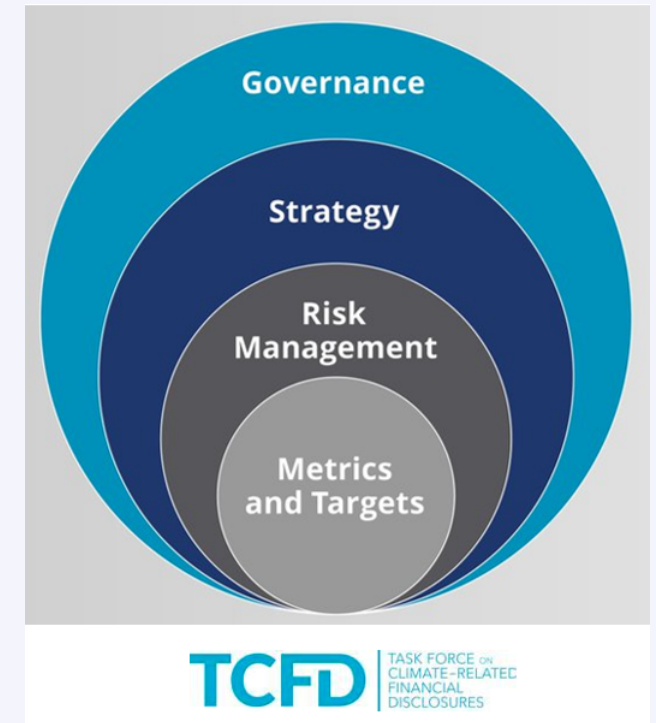 Governance
Strategy
Risk
Management
Metrics
and Targets
TCFD
TASK FORCE ON
CLIMATE-RELATED
FINANCIAL
DISCLOSURES